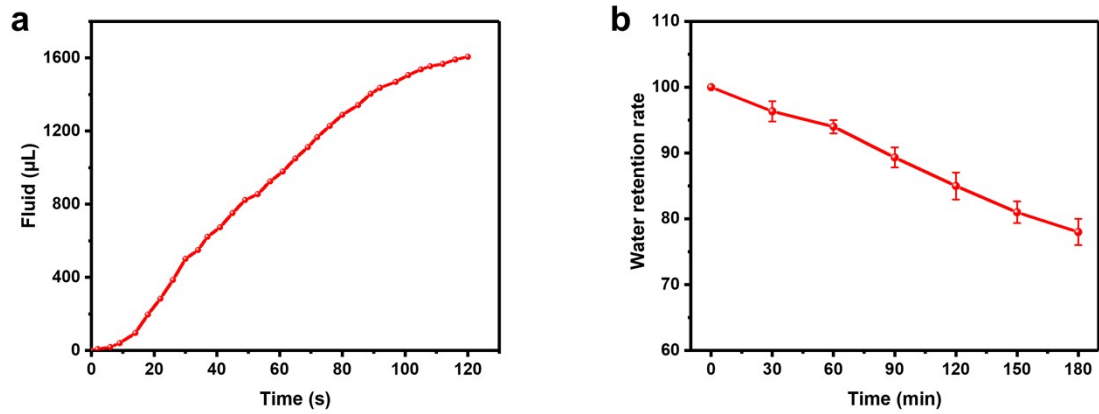 a
1600
1200
800
400
0
Fluid (µL)
0 20 40 60 80 100 120
Time (s)
b
110
100
90
80
70
60
Water retention rate
0 30 60 90 120 150 180
Time (min)